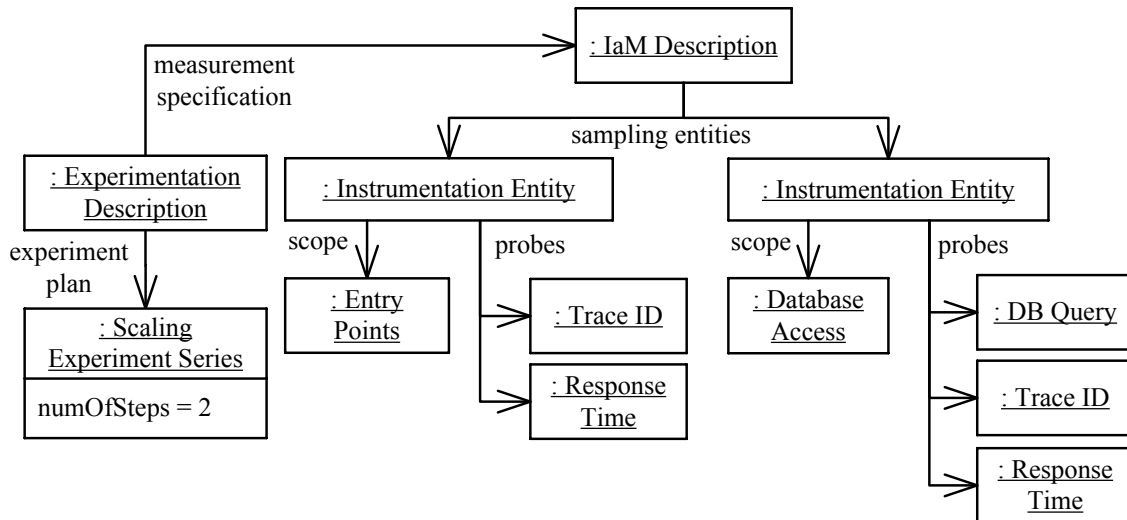 : IaM Description
measurement
specification
sampling entities
: Experimentation
Description
: Instrumentation Entity
: Instrumentation Entity
experiment
plan
scope
probes
scope
probes
: Entry
Points
: Database
Access
: Trace ID
: DB Query
: Scaling
Experiment Series
numOfSteps = 2
: Response
Time
: Trace ID
: Response
Time